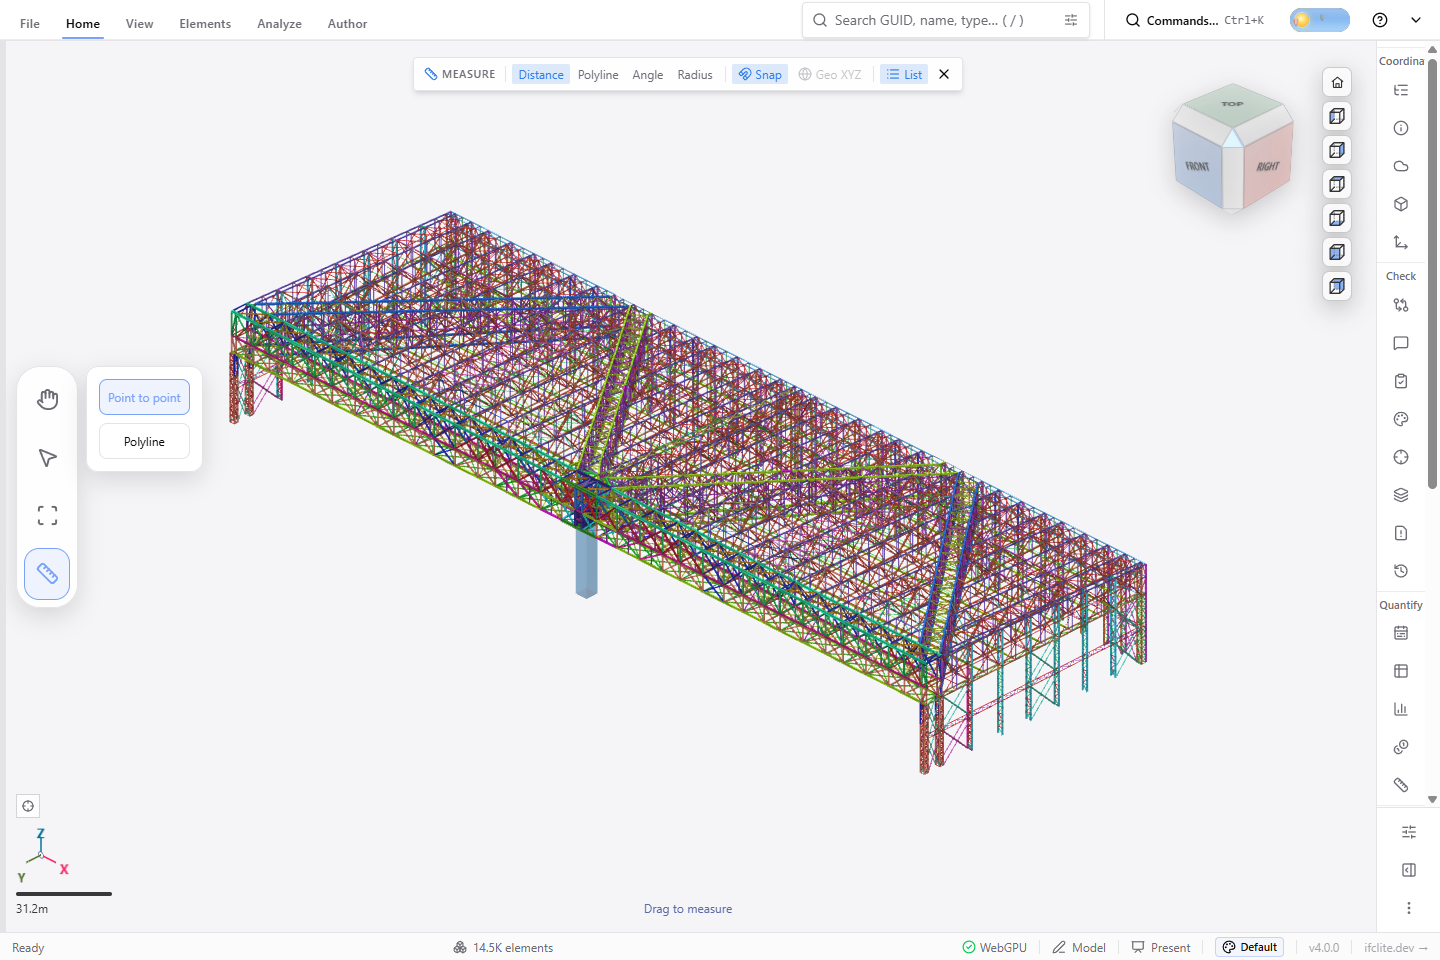 File
Home
View
Elements
Analyze
Author
Search GUID, name, type... ( / )
Commands... Ctrl+K
MEASURE
Distance
Polyline
Angle
Radius
Snap
Geo XYZ
List
TOP
FRONT
RIGHT
Coordina
Check
Quantify
Point to point
Polyline
Z
X
Y
31.2m
Drag to measure
Ready
14.5K elements
WebGPU
Model
Present
Default
v4.0.0
ifclite.dev →